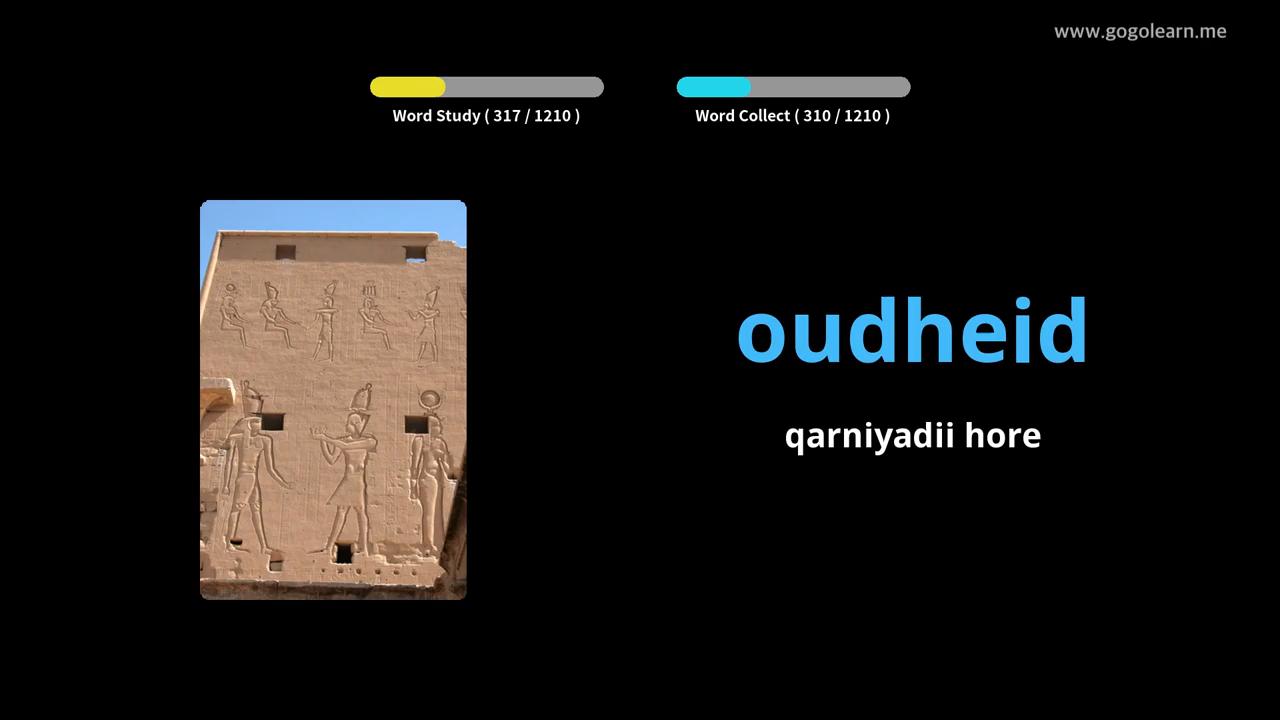 www.gogolearn.me
Word Study ( 317 / 1210 )
Word Collect ( 310 / 1210 )
oudheid
qarniyadii hore